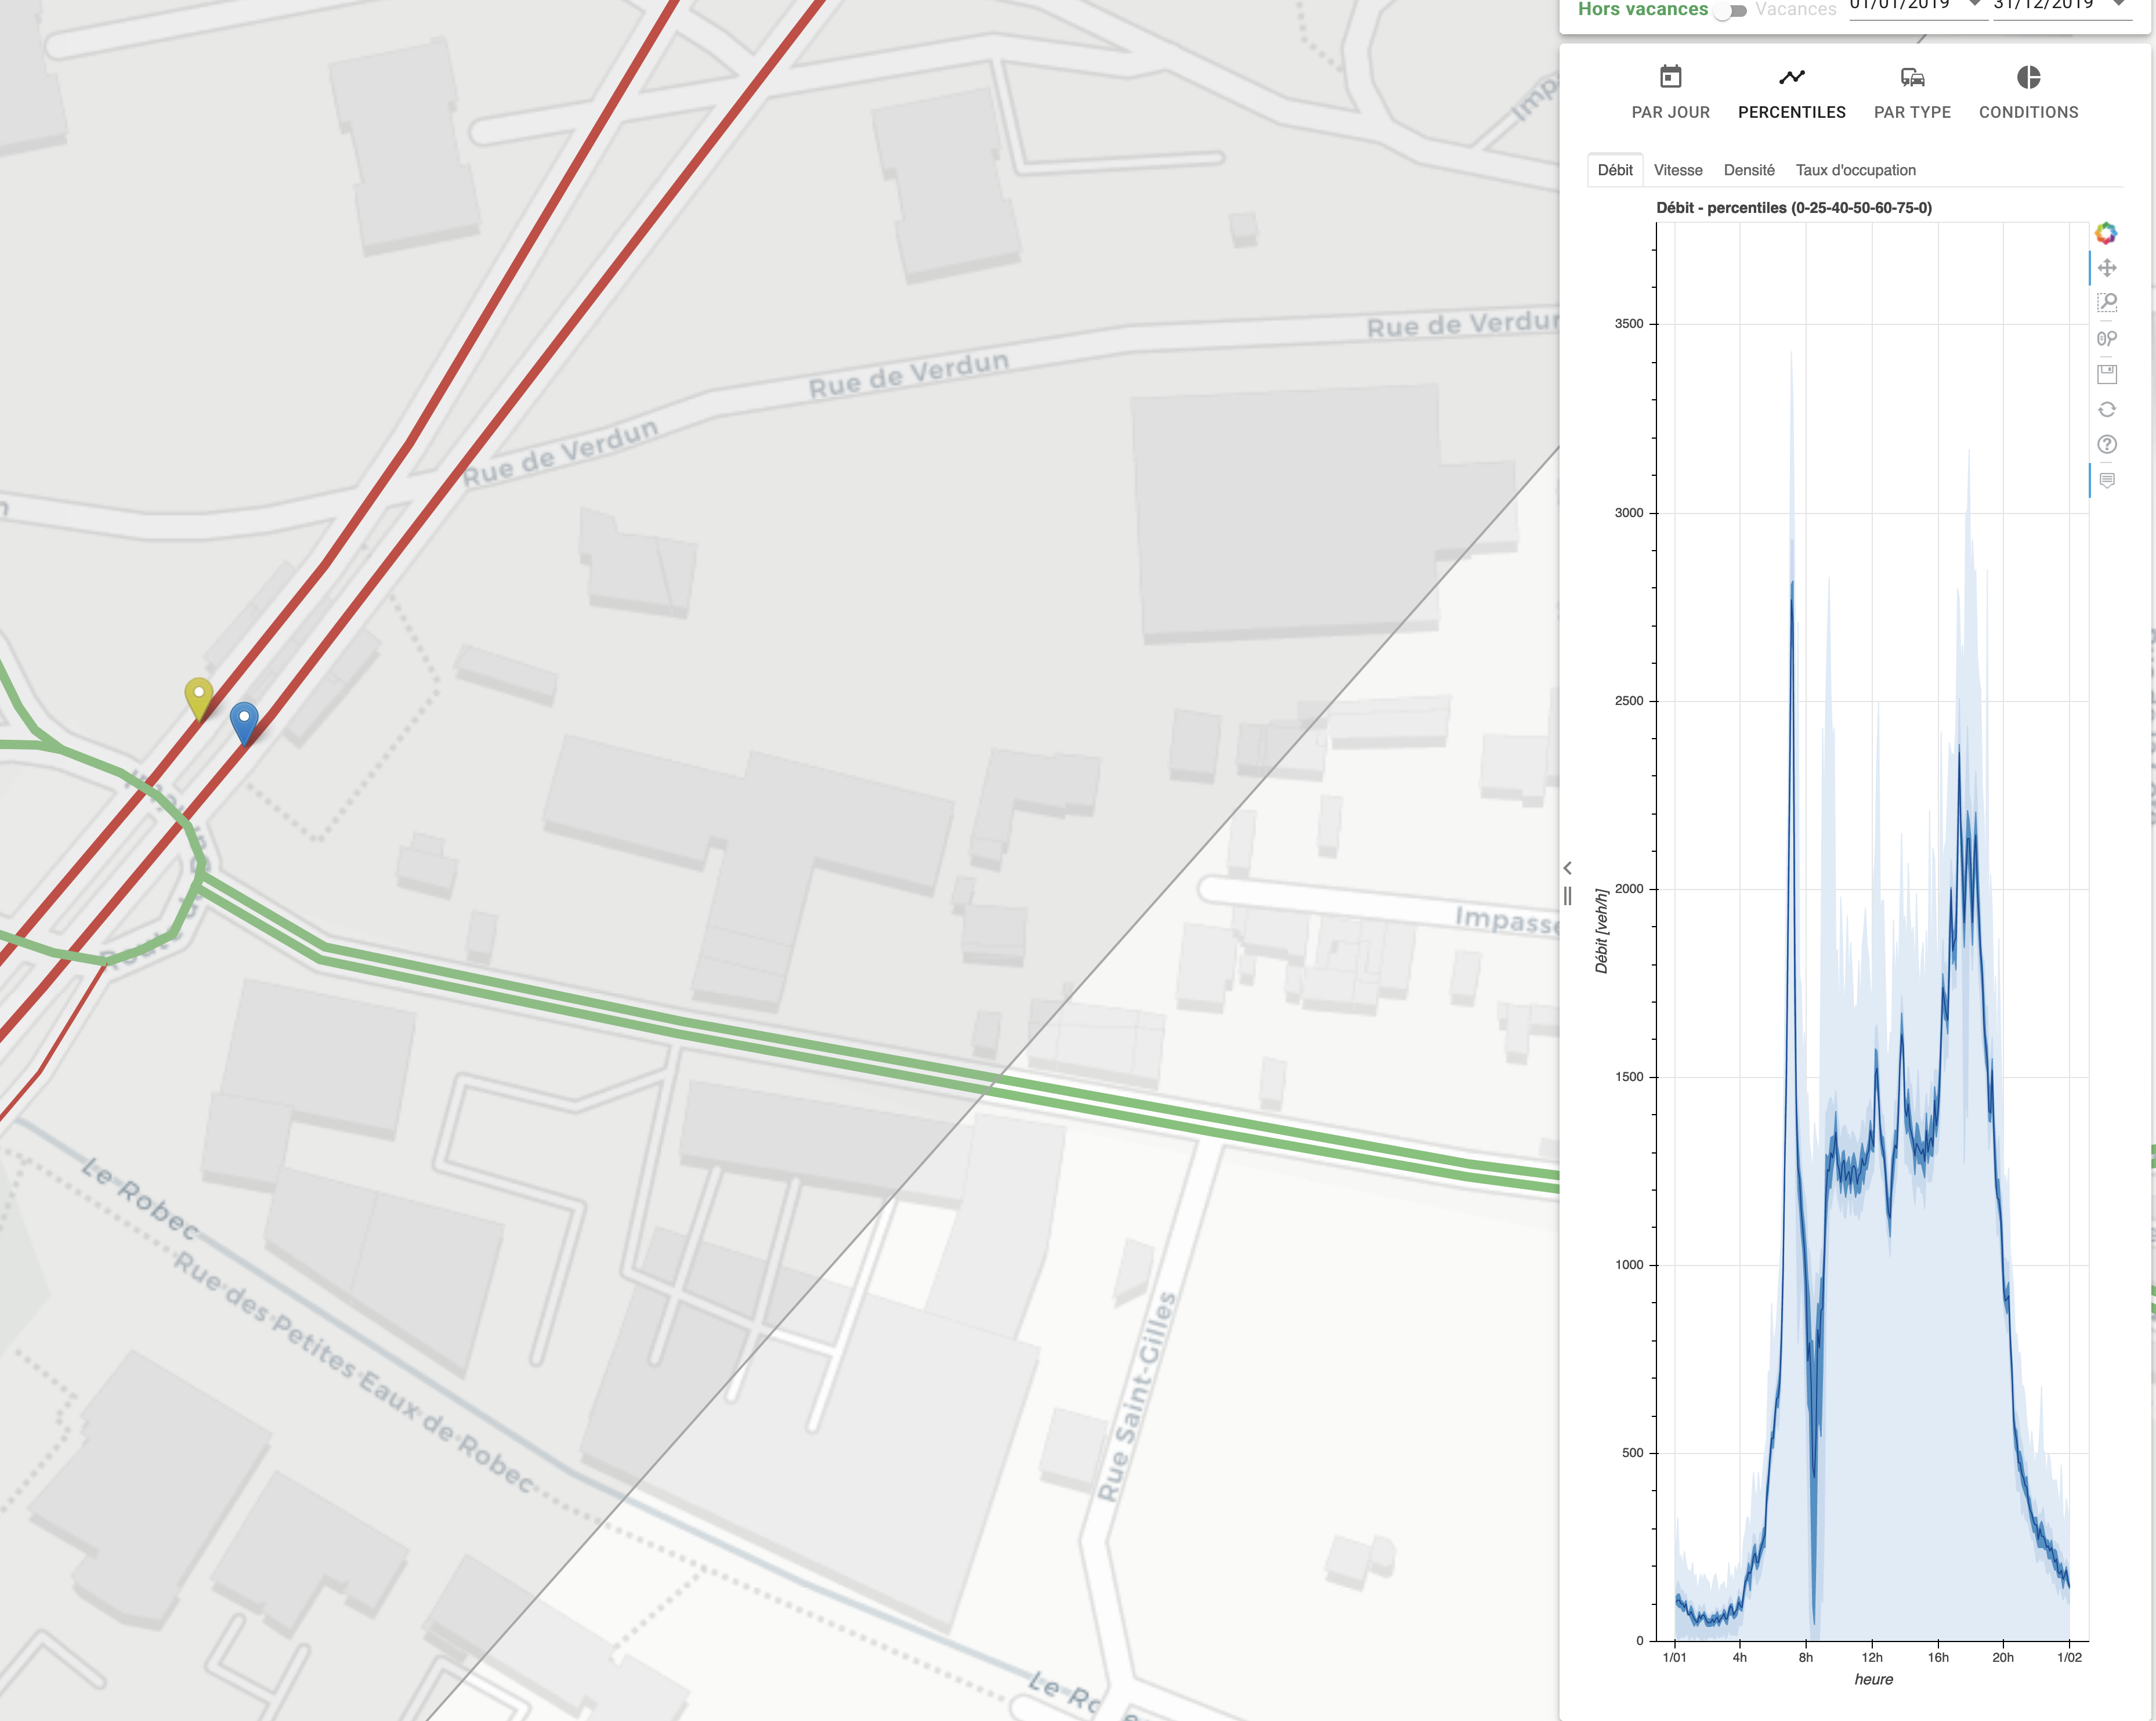 Hors vacances Vacances 01/01/2019 31/12/2019
PAR JOUR PERCENTILES PAR TYPE CONDITIONS
Débit Vitesse Densité Taux d'occupation
Débit - percentiles (0-25-40-50-60-75-0)
3500
3000
2500
2000
1500
1000
500
0
Débit [veh/h]
1/01 4h 8h 12h 16h 20h 1/02
heure
Rue de Verdun
Rue de Verdun
Rue de Verdun
Impasse
Route
Le Robec
Rue des Petites Eaux de Robec
Rue Saint-Gilles